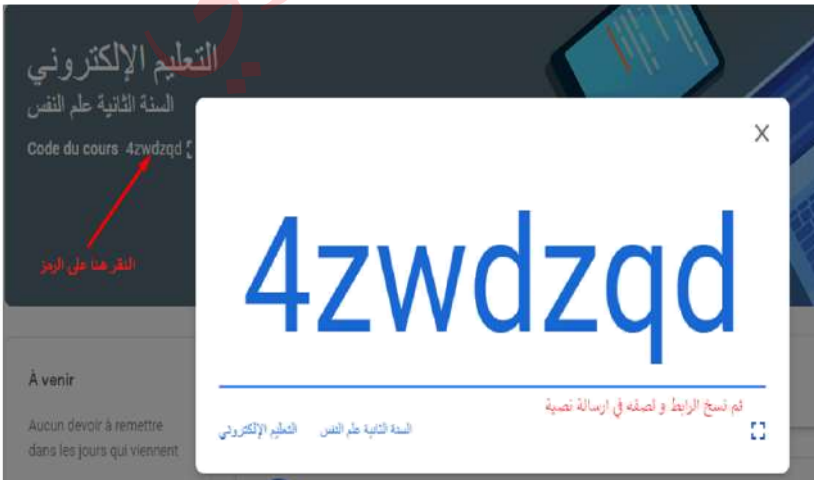 التعليم الإلكتروني
السنة الثانية علم النفس
Code du cours 4zwdzqd
النقر هنا على الرمز
X
4zwdzqd
ثم نسخ الرابط و لصقه في ارسالة نصية
السنة الثانية علم النفس التعليم الإلكتروني
À venir
Aucun devoir à remettre
dans les jours qui viennent